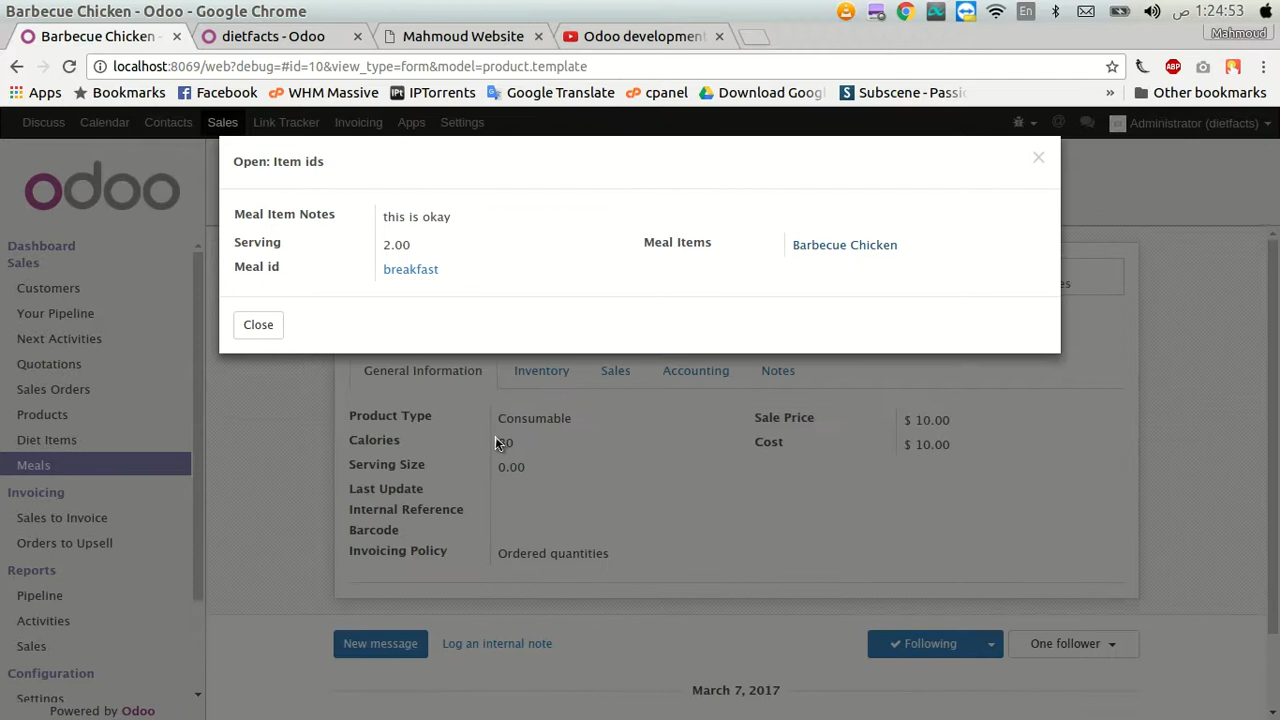 Barbecue Chicken - Odoo - Google Chrome
En
1:24:53 ص
Barbecue Chicken -
dietfacts - Odoo
Mahmoud Website
Odoo development
Mahmoud
localhost:8069/web?debug=#id=10&view_type=form&model=product.template
ABP
Apps
Bookmarks
Facebook
WHM Massive
IPTorrents
Google Translate
cpanel
Download Goog
Subscene - Passi
»
Other bookmarks
Discuss
Calendar
Contacts
Sales
Link Tracker
Invoicing
Apps
Settings
Administrator (dietfacts)
odoo
Open: Item ids
×
Meal Item Notes
this is okay
Serving
2.00
Meal Items
Barbecue Chicken
Meal id
breakfast
Close
Dashboard
Sales
Customers
Your Pipeline
Next Activities
Quotations
Sales Orders
Products
Diet Items
Meals
Invoicing
Sales to Invoice
Orders to Upsell
Reports
Pipeline
Activities
Sales
Configuration
Settings
Powered by Odoo
General Information
Inventory
Sales
Accounting
Notes
Product Type
Consumable
Sale Price
$ 10.00
Calories
Cost
$ 10.00
Serving Size
0.00
Last Update
Internal Reference
Barcode
Invoicing Policy
Ordered quantities
New message
Log an internal note
Following
One follower
March 7, 2017